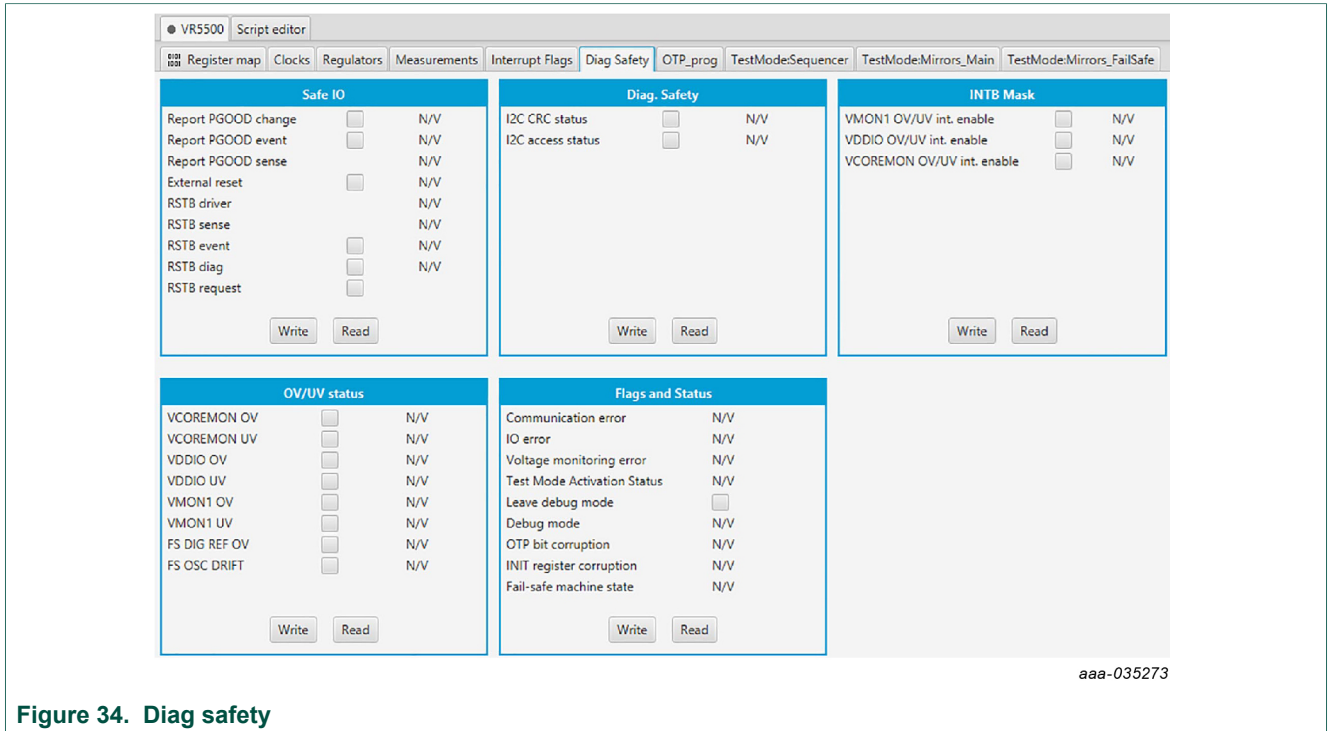 VR5500 Script editor
Register map Clocks Regulators Measurements Interrupt Flags Diag Safety OTP_prog TestMode:Sequencer TestMode:Mirrors_Main TestMode:Mirrors_FailSafe
Safe IO
Report PGOOD change N/V
Report PGOOD event N/V
Report PGOOD sense N/V
External reset N/V
RSTB driver N/V
RSTB sense N/V
RSTB event N/V
RSTB diag N/V
RSTB request
Write Read
Diag. Safety
I2C CRC status N/V
I2C access status N/V
Write Read
INTB Mask
VMON1 OV/UV int. enable N/V
VDDIO OV/UV int. enable N/V
VCOREMON OV/UV int. enable N/V
Write Read
OV/UV status
VCOREMON OV N/V
VCOREMON UV N/V
VDDIO OV N/V
VDDIO UV N/V
VMON1 OV N/V
VMON1 UV N/V
FS DIG REF OV N/V
FS OSC DRIFT N/V
Write Read
Flags and Status
Communication error N/V
IO error N/V
Voltage monitoring error N/V
Test Mode Activation Status N/V
Leave debug mode
Debug mode N/V
OTP bit corruption N/V
INIT register corruption N/V
Fail-safe machine state N/V
Write Read
aaa-035273
Figure 34. Diag safety